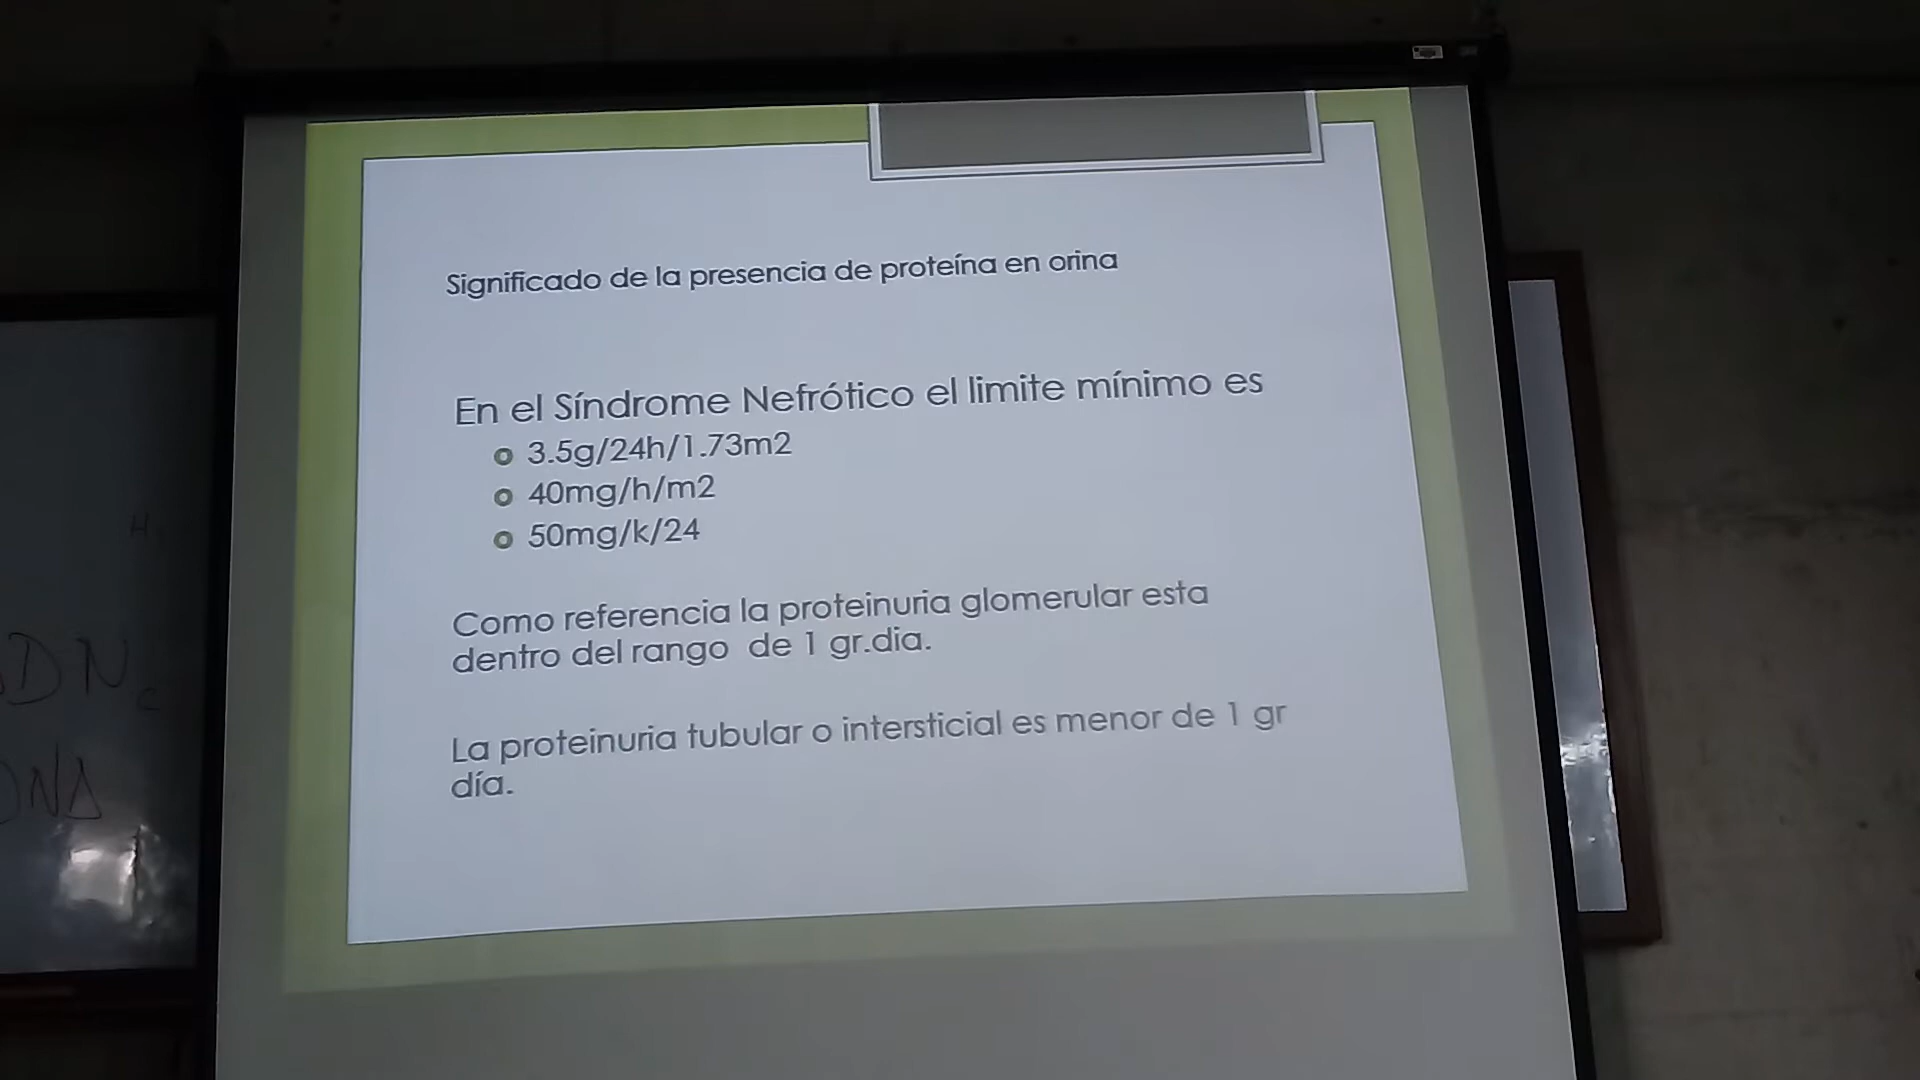 Significado de la presencia de proteína en orina
En el Síndrome Nefrótico el limite mínimo es
3.5g/24h/1.73m2
40mg/h/m2
50mg/k/24
Como referencia la proteinuria glomerular esta
dentro del rango de 1 gr.dia.
La proteinuria tubular o intersticial es menor de 1 gr
día.
DNc
DNA